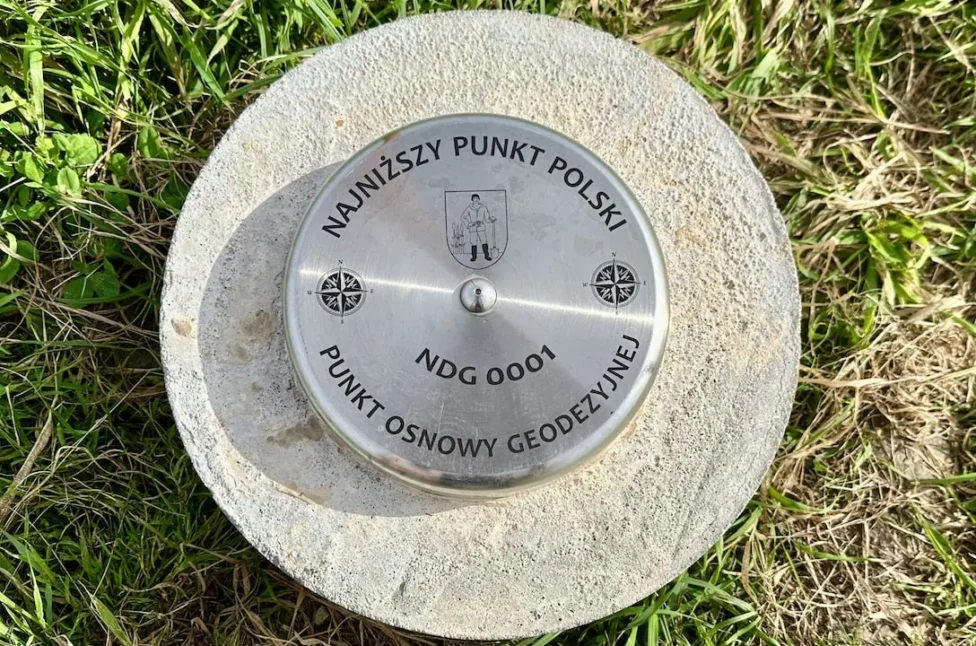 NAJNIŻSZY PUNKT POLSKI
NDG 0001
PUNKT OSNOWY GEODEZYJNEJ